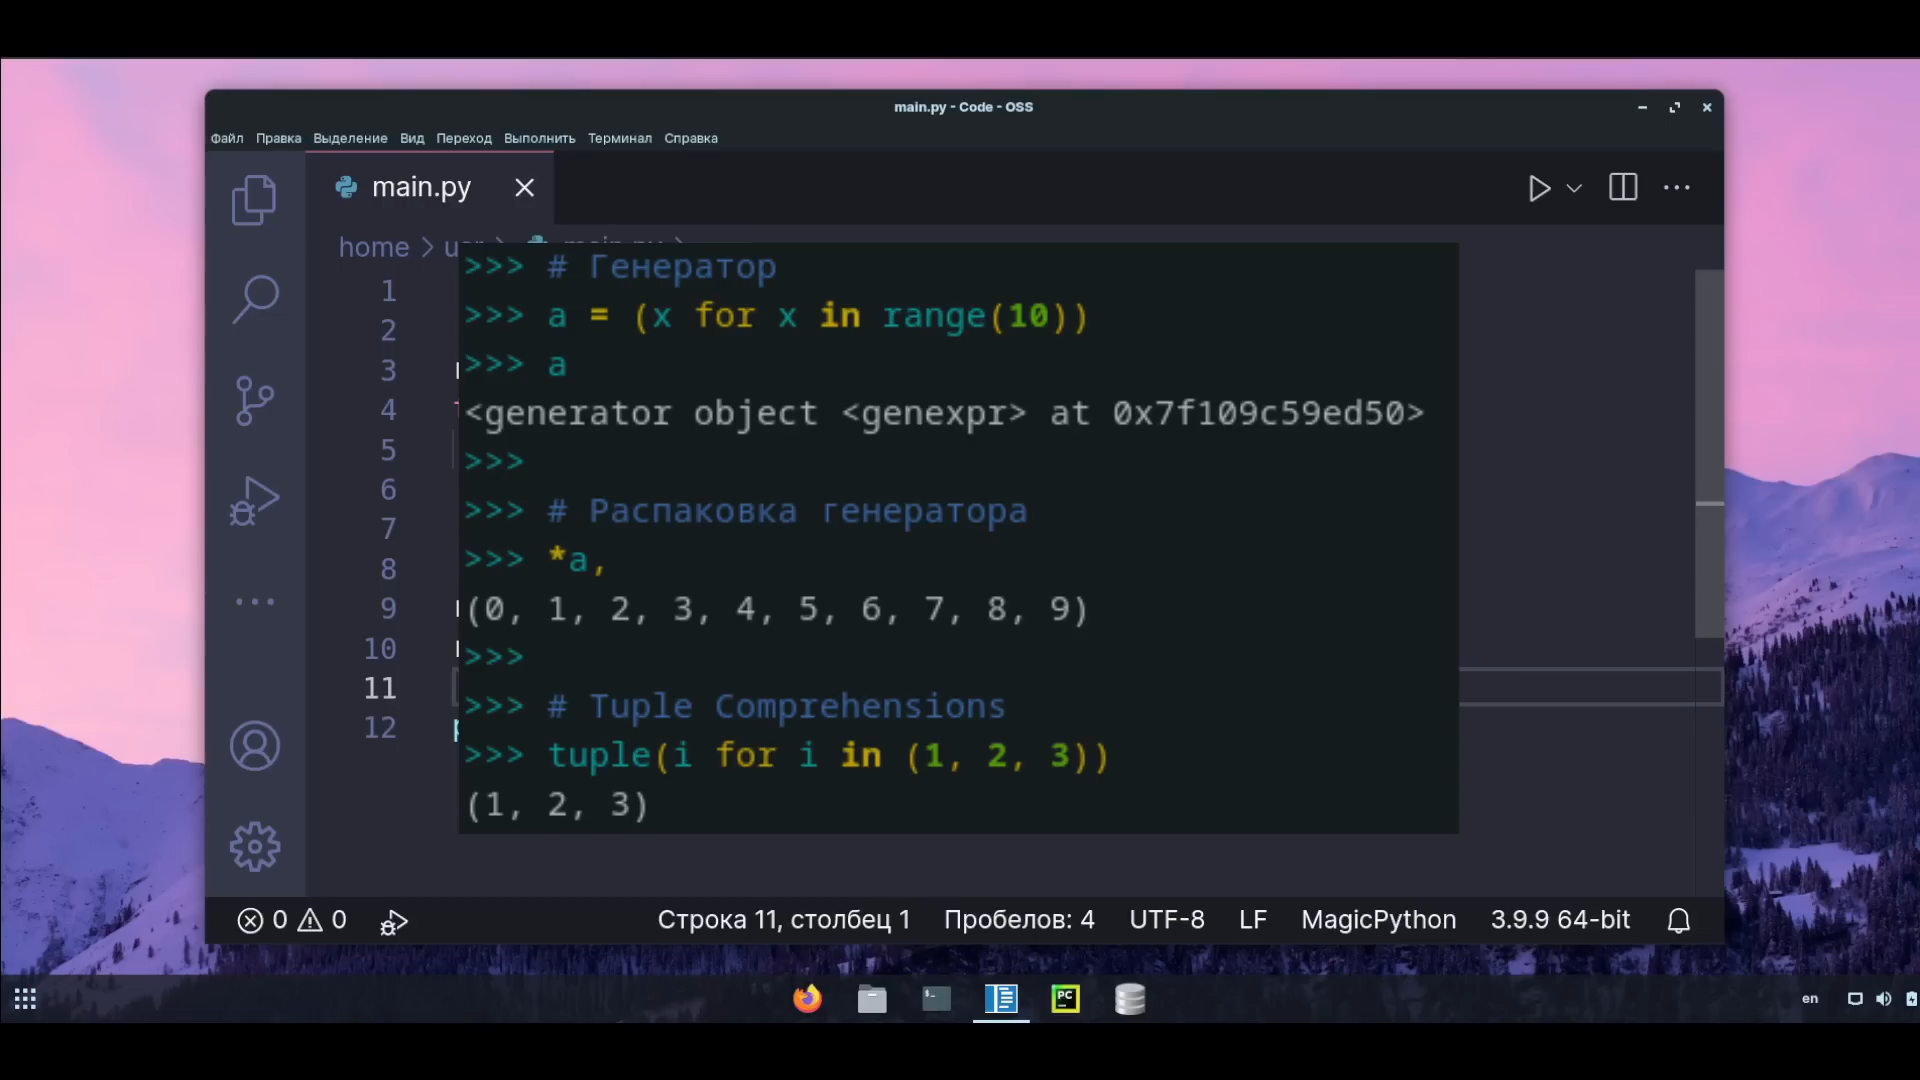 main.py - Code - OSS
Файл Правка Выделение Вид Переход Выполнить Терминал Справка
main.py
home
>>> # Генератор
>>> a = (x for x in range(10))
>>> a
<generator object <genexpr> at 0x7f109c59ed50>
>>>
>>> # Распаковка генератора
>>> *a,
(0, 1, 2, 3, 4, 5, 6, 7, 8, 9)
>>>
>>> # Tuple Comprehensions
>>> tuple(i for i in (1, 2, 3))
(1, 2, 3)
1
2
3
4
5
6
7
8
9
10
11
12
0 0 Строка 11, столбец 1 Пробелов: 4 UTF-8 LF MagicPython 3.9.9 64-bit
PC
en